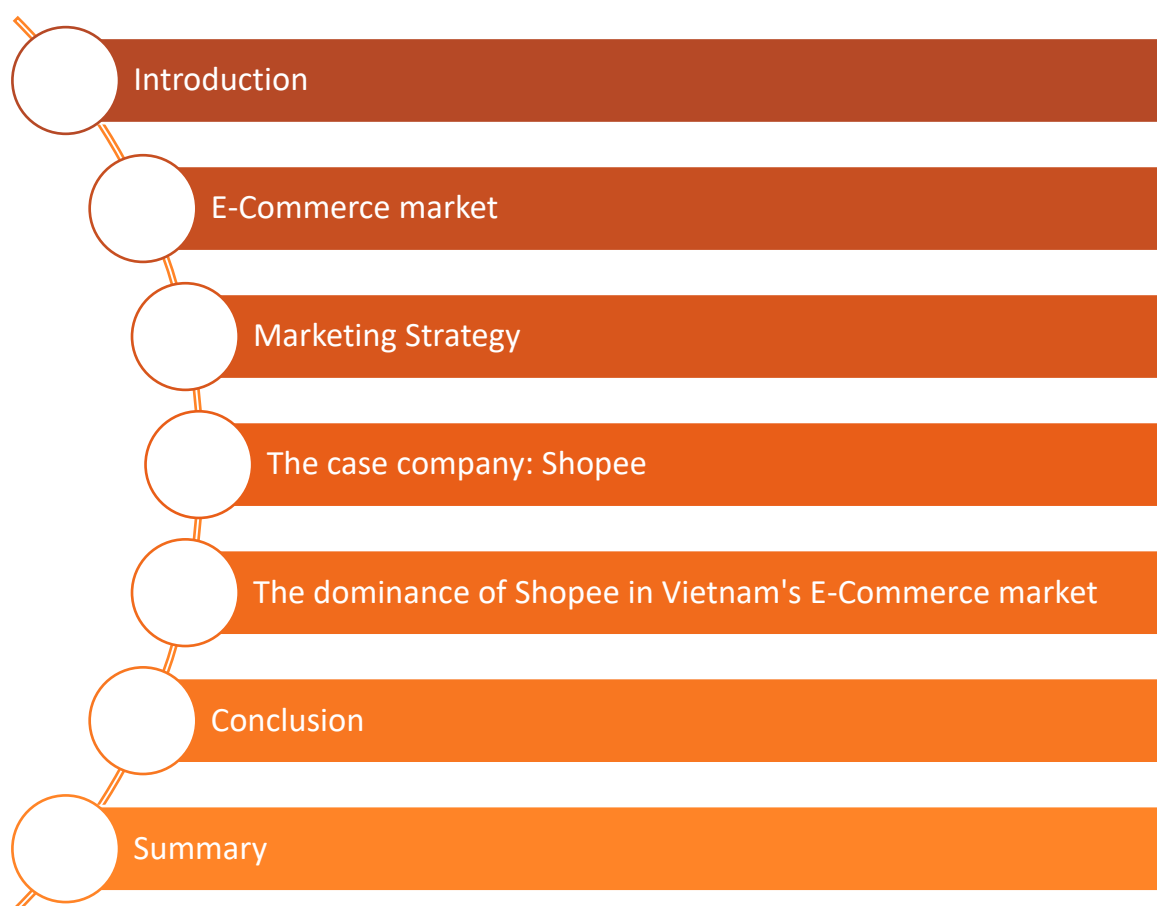 Introduction
E-Commerce market
Marketing Strategy
The case company: Shopee
The dominance of Shopee in Vietnam's E-Commerce market
Conclusion
Summary